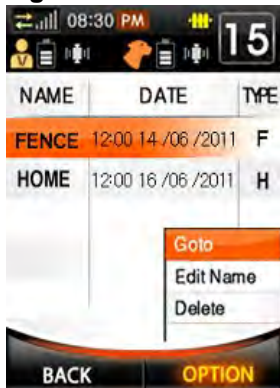 08:30 PM
15
NAME DATE TYPE
FENCE 12:00 14 /06 /2011 F
HOME 12:00 16 /06 /2011 H
Goto
Edit Name
Delete
BACK OPTION